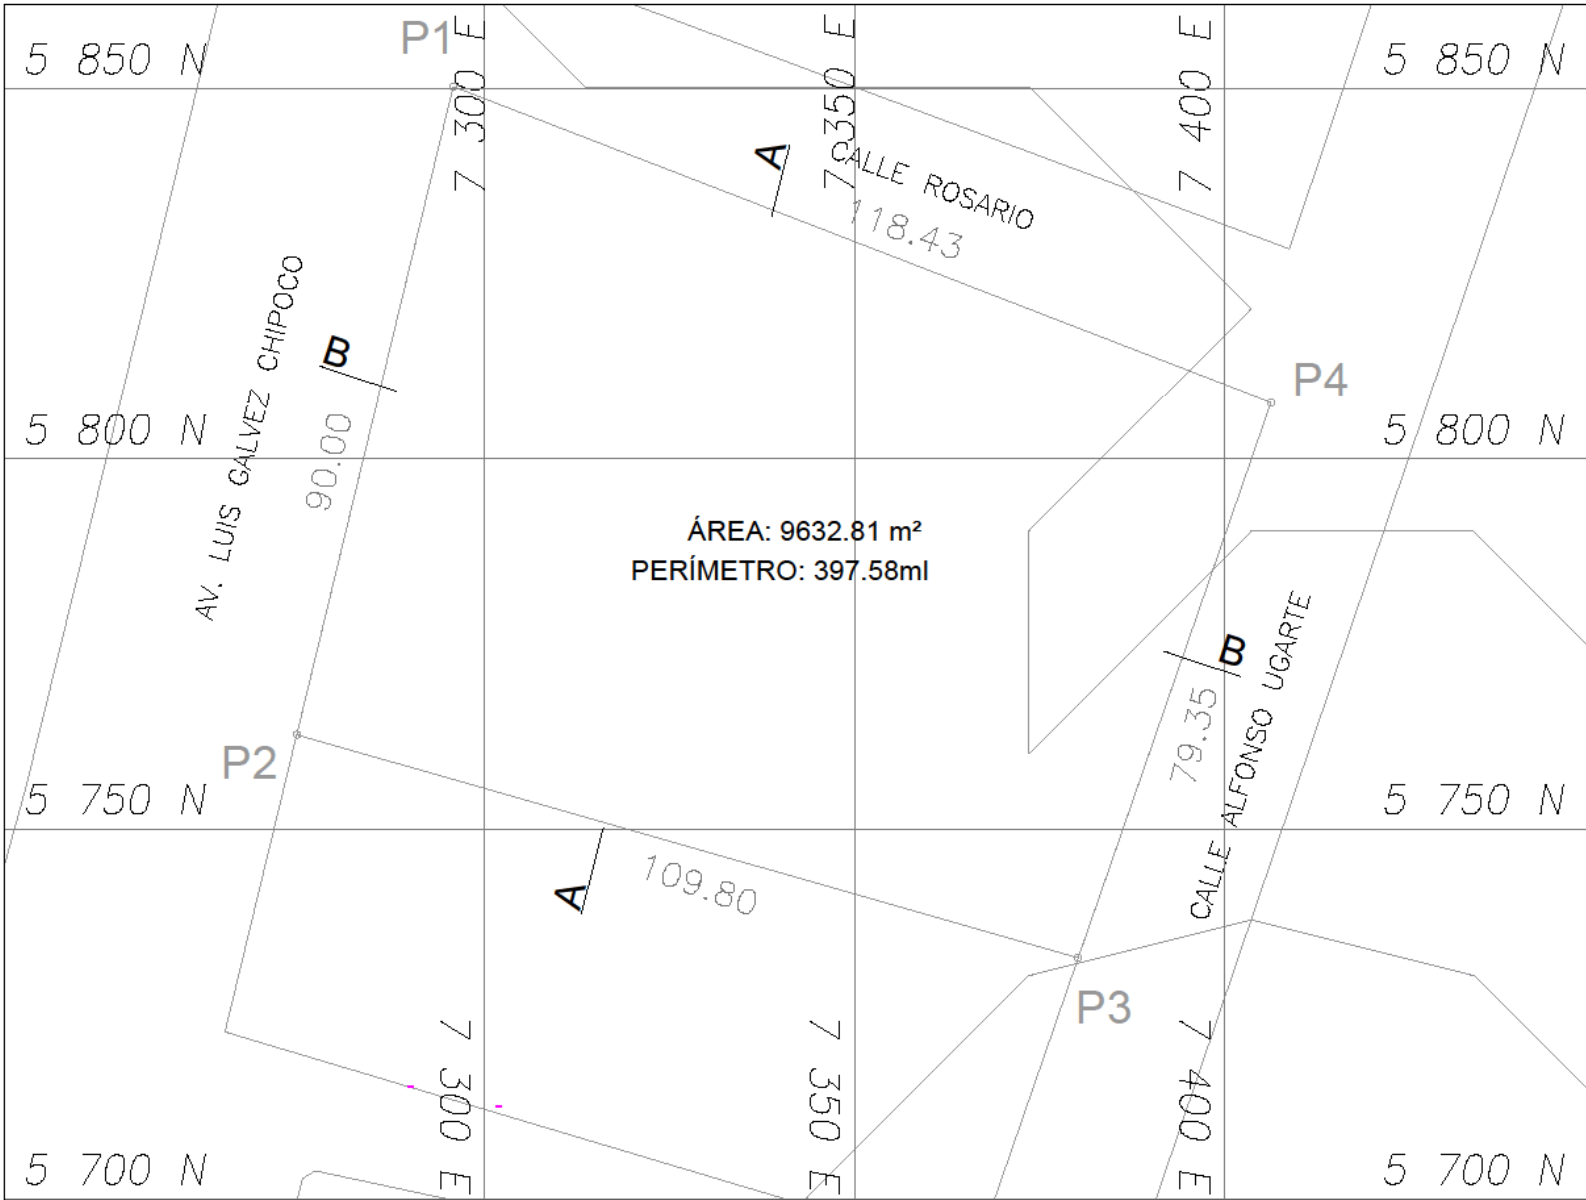 P1
5 850 N
7 300 E
7 350 E
7 400 E
5 850 N
A
CALLE ROSARIO
118.43
AV. LUIS GALVEZ CHIPOCO
B
90.00
P4
5 800 N
5 800 N
ÁREA: 9632.81 m²
PERÍMETRO: 397.58ml
B
79.35
CALLE ALFONSO UGARTE
P2
5 750 N
5 750 N
A
109.80
P3
7 300 E
7 350 E
7 400 E
5 700 N
5 700 N